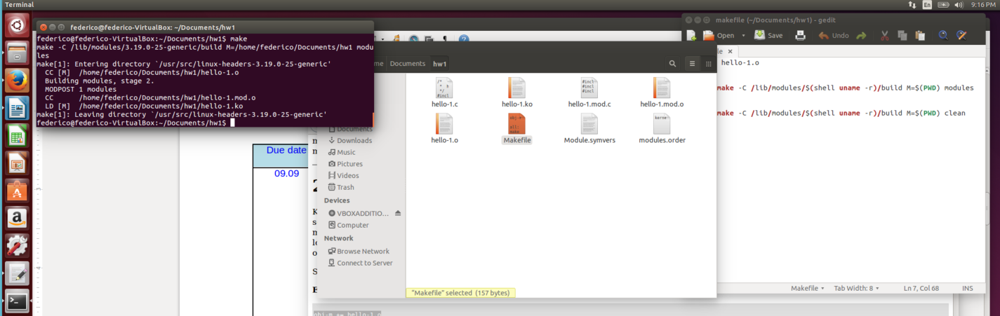 Terminal
En
9:16 PM
federico@federico-VirtualBox: ~/Documents/hw1
federico@federico-VirtualBox:~/Documents/hw1$ make
make -C /lib/modules/3.19.0-25-generic/build M=/home/federico/Documents/hw1 modu
les
make[1]: Entering directory `/usr/src/linux-headers-3.19.0-25-generic'
CC [M]  /home/federico/Documents/hw1/hello-1.o
Building modules, stage 2.
MODPOST 1 modules
CC      /home/federico/Documents/hw1/hello-1.mod.o
LD [M]  /home/federico/Documents/hw1/hello-1.ko
make[1]: Leaving directory `/usr/src/linux-headers-3.19.0-25-generic'
federico@federico-VirtualBox:~/Documents/hw1$
Due date
09.09
me Documents hw1
Documents
Downloads
Music
Pictures
Videos
Trash
Devices
VBOXADDITIO...
Computer
Network
Browse Network
Connect to Server
hello-1.c hello-1.ko hello-1.mod.c hello-1.mod.o
hello-1.o Makefile Module.symvers modules.order
"Makefile" selected (157 bytes)
makefile (~/Documents/hw1) - gedit
Open Save Undo
le ×
hello-1.o
make -C /lib/modules/$(shell uname -r)/build M=$(PWD) modules
make -C /lib/modules/$(shell uname -r)/build M=$(PWD) clean
Makefile Tab Width: 8 Ln 7, Col 68 INS
obj-m += hello-1.o